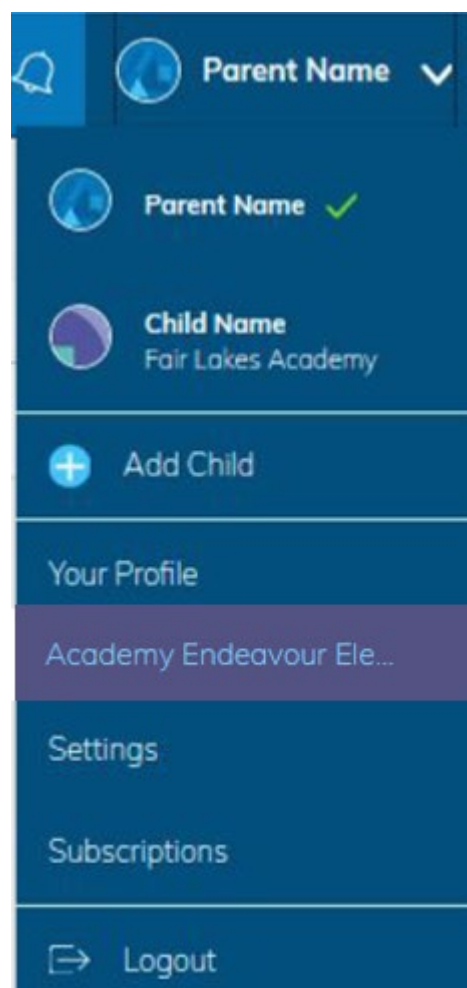 Parent Name
Parent Name
Child Name
Fair Lakes Academy
Add Child
Your Profile
Academy Endeavour Ele...
Settings
Subscriptions
Logout